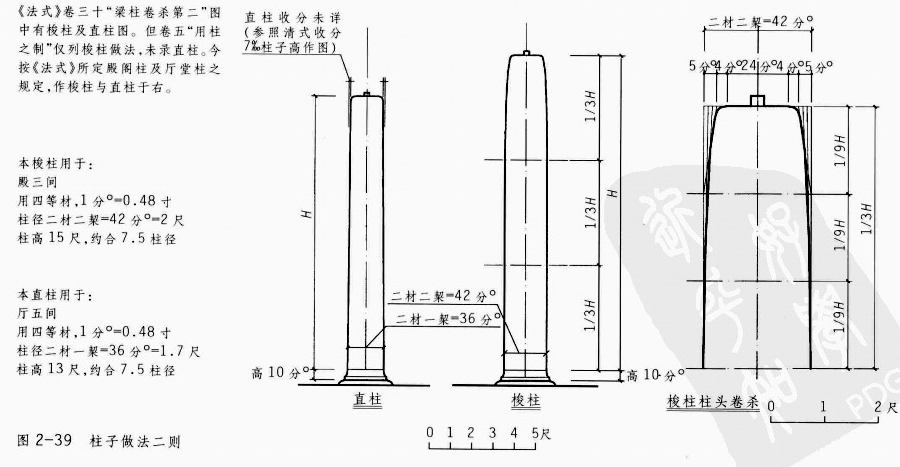 《法式》卷三十“梁柱卷杀第二”图
中有梭柱及直柱图。但卷五“用柱
之制”仅列梭柱做法,未录直柱。今
按《法式》所定殿阁柱及厅堂柱之
规定,作梭柱与直柱于右。
本梭柱用于:
殿三间
用四等材,1分°=0.48寸
柱径二材二栔=42分°=2尺
柱高15尺,约合7.5柱径
本直柱用于:
厅五间
用四等材,1分°=0.48寸
柱径二材一栔=36分°=1.7尺
柱高13尺,约合7.5柱径
图2-39 柱子做法二则
直柱收分未详
(参照清式收分
7‰柱子高作图)
H
二材二栔=42分°
二材一栔=36分°
高10分°
直柱
1/3H
1/3H
1/3H
H
高10分°
梭柱
0 1 2 3 4 5尺
二材二栔=42分°
5分°4分°24分°4分°5分°
1/9H
1/9H
1/9H
1/3H
梭柱柱头卷杀
0 1 2尺
PDG